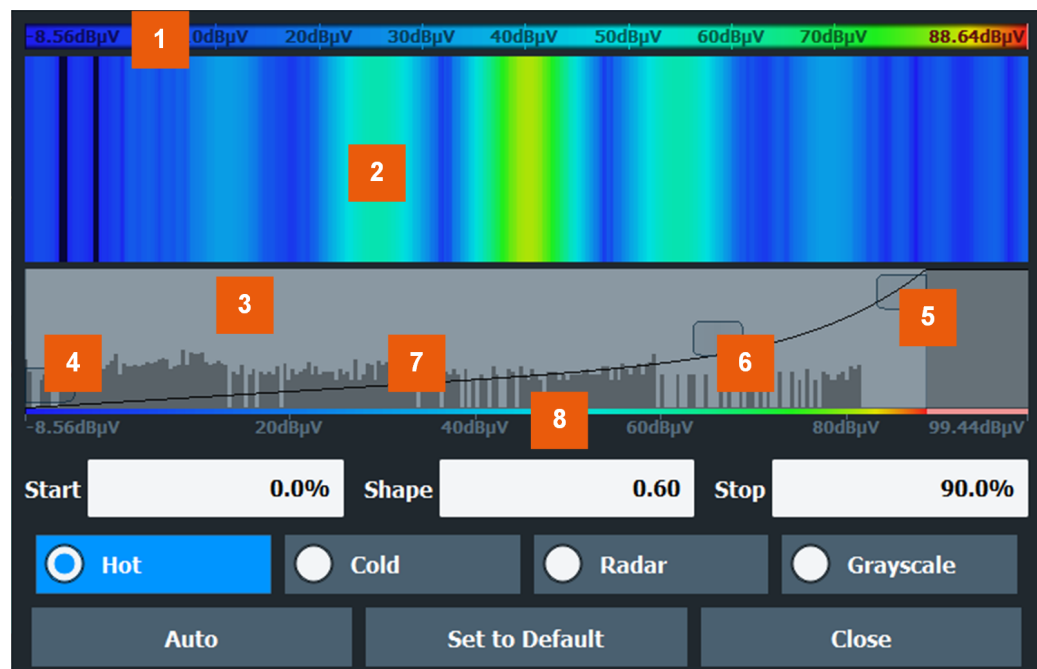 -8.56dBµV 1 0dBµV 20dBµV 30dBµV 40dBµV 50dBµV 60dBµV 70dBµV 88.64dBµV
2
3
4 7 6 5
8
-8.56dBµV 20dBµV 40dBµV 60dBµV 80dBµV 99.44dBµV
Start 0.0% Shape 0.60 Stop 90.0%
Hot Cold Radar Grayscale
Auto Set to Default Close